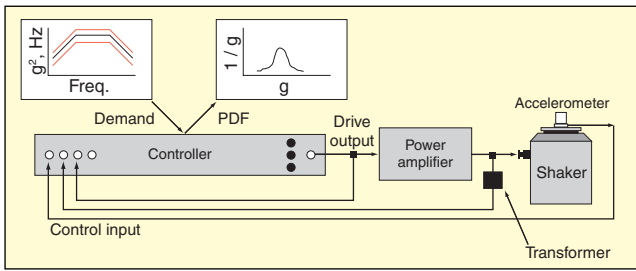 g², Hz
Freq.
1 / g
g
Demand
PDF
Drive
output
Accelerometer
Controller
Power
amplifier
Shaker
Control input
Transformer